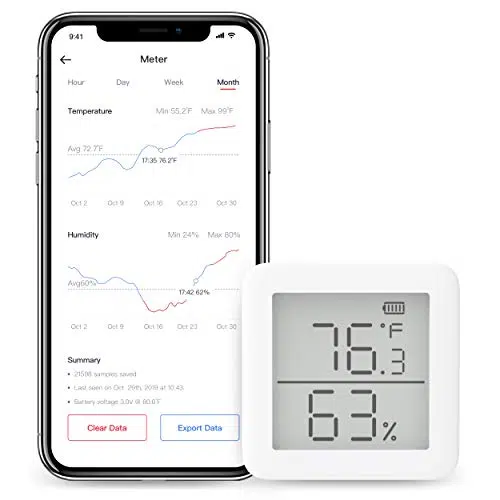 9:41
Meter
Hour Day Week Month
Temperature Min 55.2°F Max 99°F
Avg 72.7°F
17:35 76.2°F
Oct 2 Oct 9 Oct 16 Oct 23 Oct 30
Humidity Min 24% Max 80%
Avg60%
17:42 62%
Oct 2 Oct 9 Oct 16 Oct 23 Oct 30
Summary
• 21598 samples saved
• Last seen on Oct. 29th, 2019 at 10:43
• Battery voltage 3.0V @ 60.6°F
Clear Data Export Data
76.3°F
63%